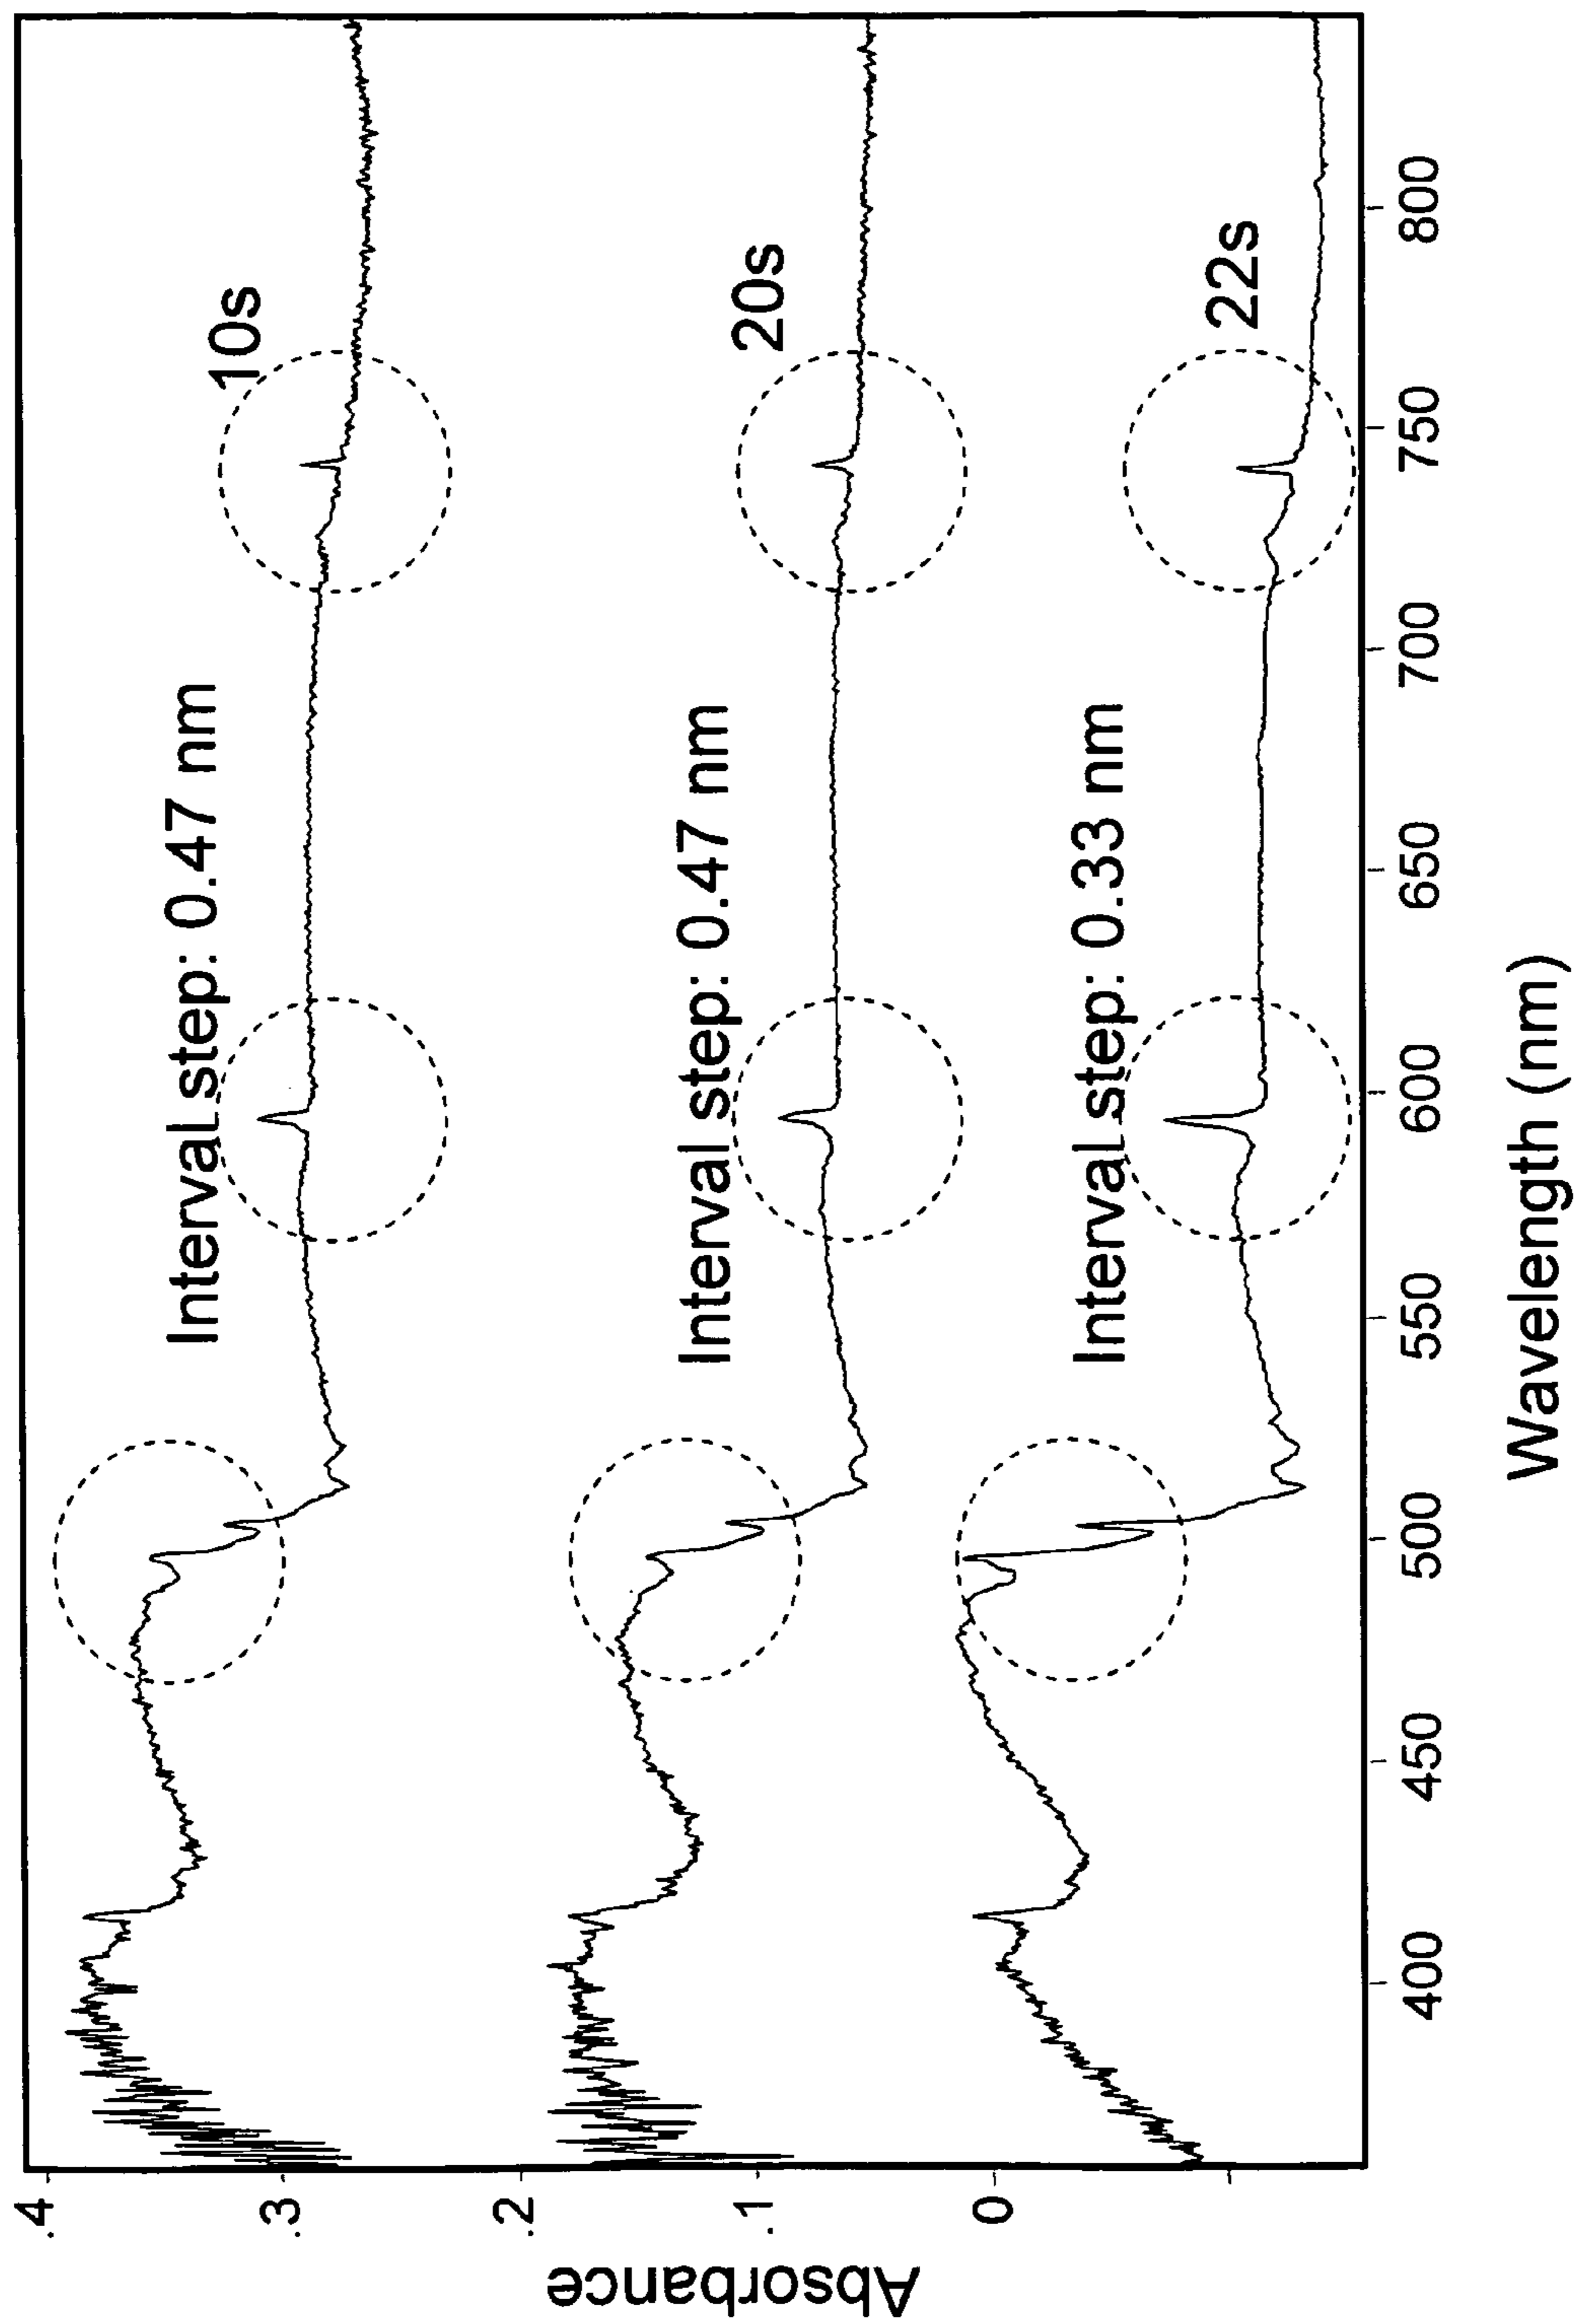 Interval step: 0.47 nm
10s
Interval step: 0.47 nm
20s
Interval step: 0.33 nm
22s
.4
.3
.2
.1
0
Absorbance
400
450
500
550
600
650
700
750
800
Wavelength (nm)